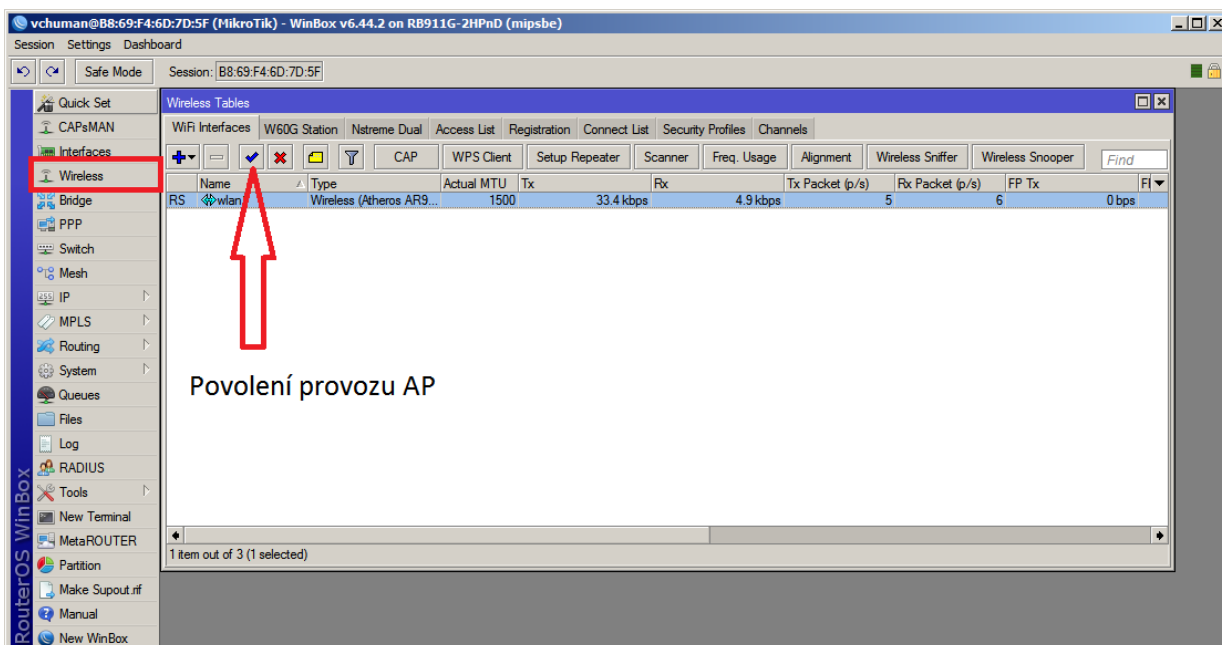 vchuman@B8:69:F4:6D:7D:5F (MikroTik) - WinBox v6.44.2 on RB911G-2HPnD (mipsbe)
Session Settings Dashboard
Safe Mode Session: B8:69:F4:6D:7D:5F
Quick Set
CAPsMAN
Interfaces
Wireless
Bridge
PPP
Switch
Mesh
IP
MPLS
Routing
System
Queues
Files
Log
RADIUS
Tools
New Terminal
MetaROUTER
Partition
Make Supout.rif
Manual
New WinBox
RouterOS WinBox
Wireless Tables
WiFi Interfaces W60G Station Nstreme Dual Access List Registration Connect List Security Profiles Channels
CAP WPS Client Setup Repeater Scanner Freq. Usage Alignment Wireless Sniffer Wireless Snooper Find
Name Type Actual MTU Tx Rx Tx Packet (p/s) Rx Packet (p/s) FP Tx
RS wlan Wireless (Atheros AR9... 1500 33.4 kbps 4.9 kbps 5 6 0 bps
Povolení provozu AP
1 item out of 3 (1 selected)